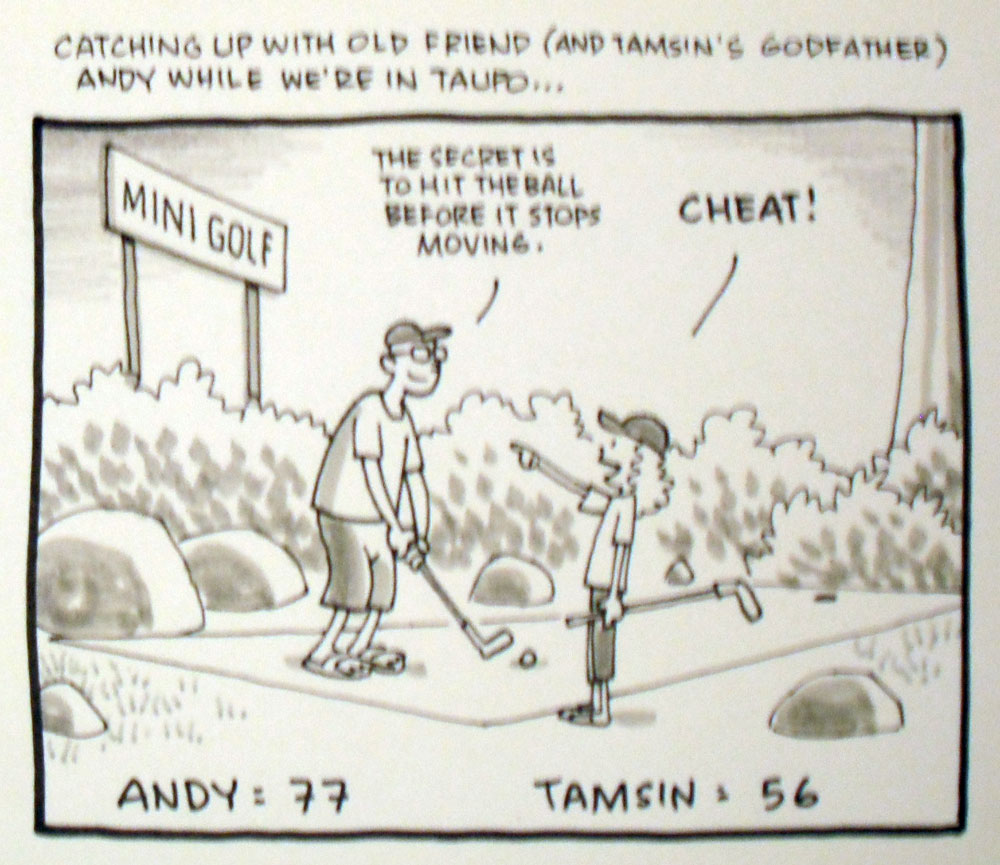 CATCHING UP WITH OLD FRIEND (AND TAMSIN'S GODFATHER)
ANDY WHILE WE'RE IN TAUPO...
MINI GOLF
THE SECRET IS
TO HIT THE BALL
BEFORE IT STOPS
MOVING.
CHEAT!
ANDY = 77
TAMSIN = 56